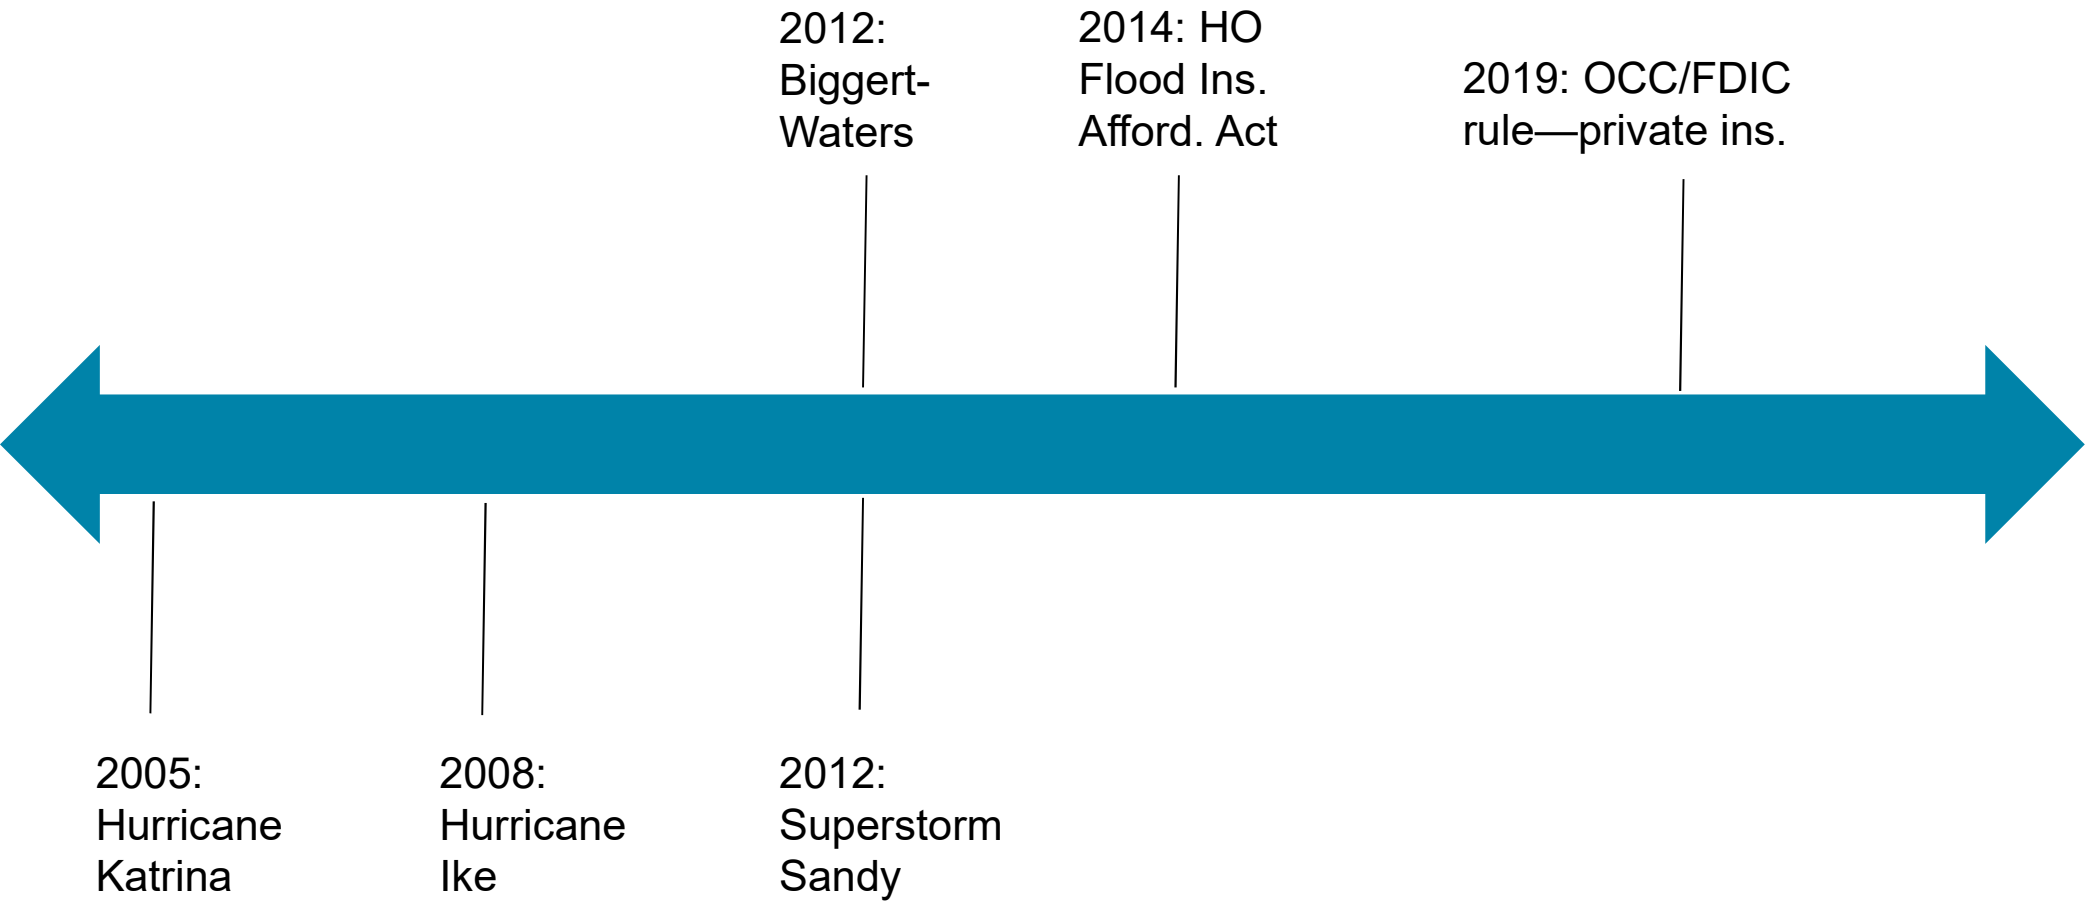 2012:
Biggert-
Waters
2014: HO
Flood Ins.
Afford. Act
2019: OCC/FDIC
rule—private ins.
2005:
Hurricane
Katrina
2008:
Hurricane
Ike
2012:
Superstorm
Sandy